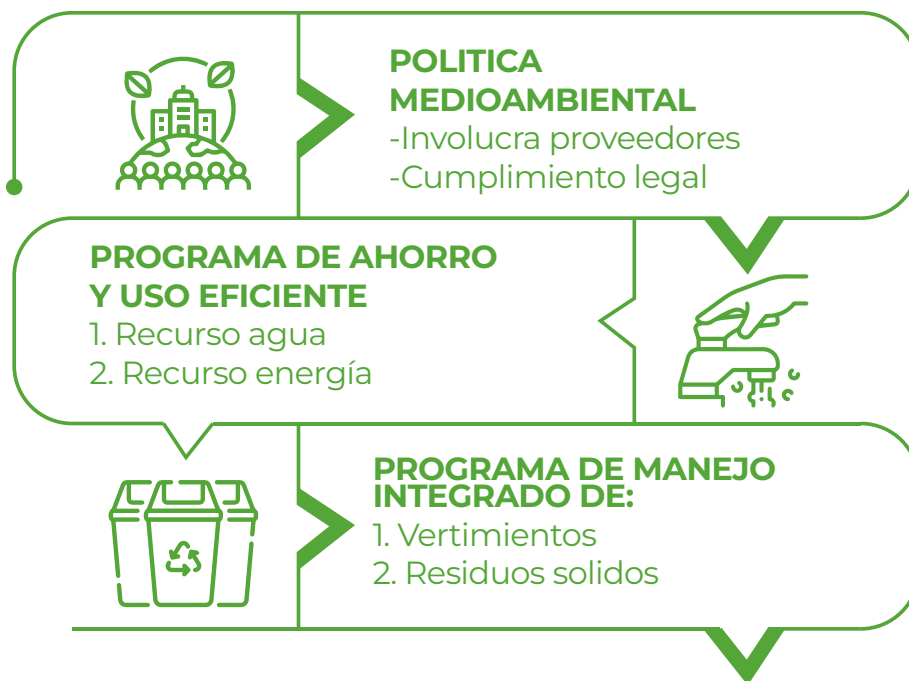 POLITICA
MEDIOAMBIENTAL
-Involucra proveedores
-Cumplimiento legal
PROGRAMA DE AHORRO
Y USO EFICIENTE
1. Recurso agua
2. Recurso energía
PROGRAMA DE MANEJO
INTEGRADO DE:
1. Vertimientos
2. Residuos solidos